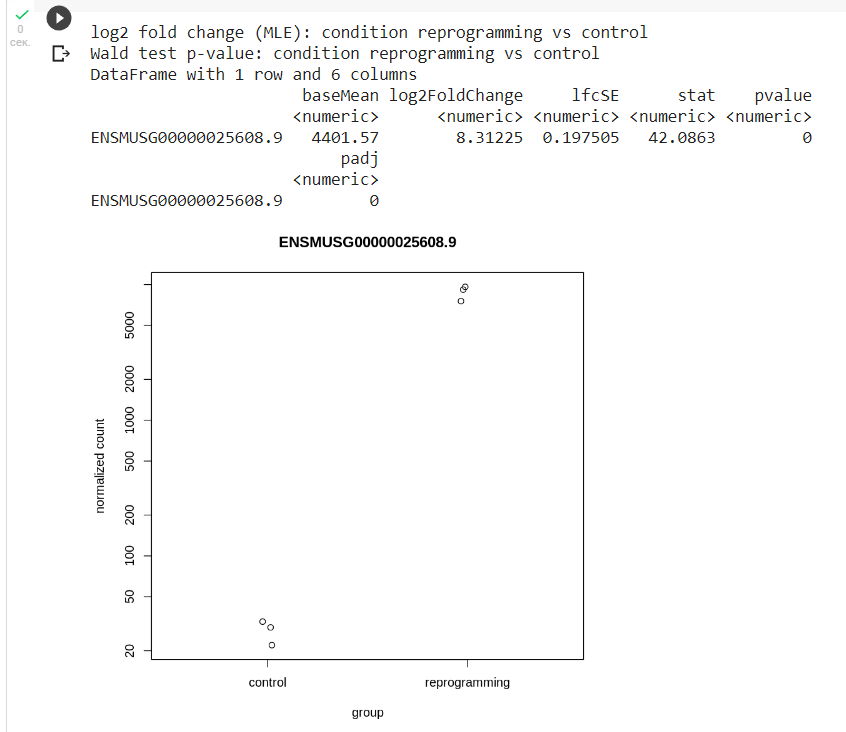 0
сек.
log2 fold change (MLE): condition reprogramming vs control
Wald test p-value: condition reprogramming vs control
DataFrame with 1 row and 6 columns
baseMean log2FoldChange lfcSE stat pvalue
<numeric> <numeric> <numeric> <numeric> <numeric>
ENSMUSG00000025608.9 4401.57 8.31225 0.197505 42.0863 0
padj
<numeric>
ENSMUSG00000025608.9 0
ENSMUSG00000025608.9
5000
2000
1000
500
200
100
50
20
normalized count
control reprogramming
group